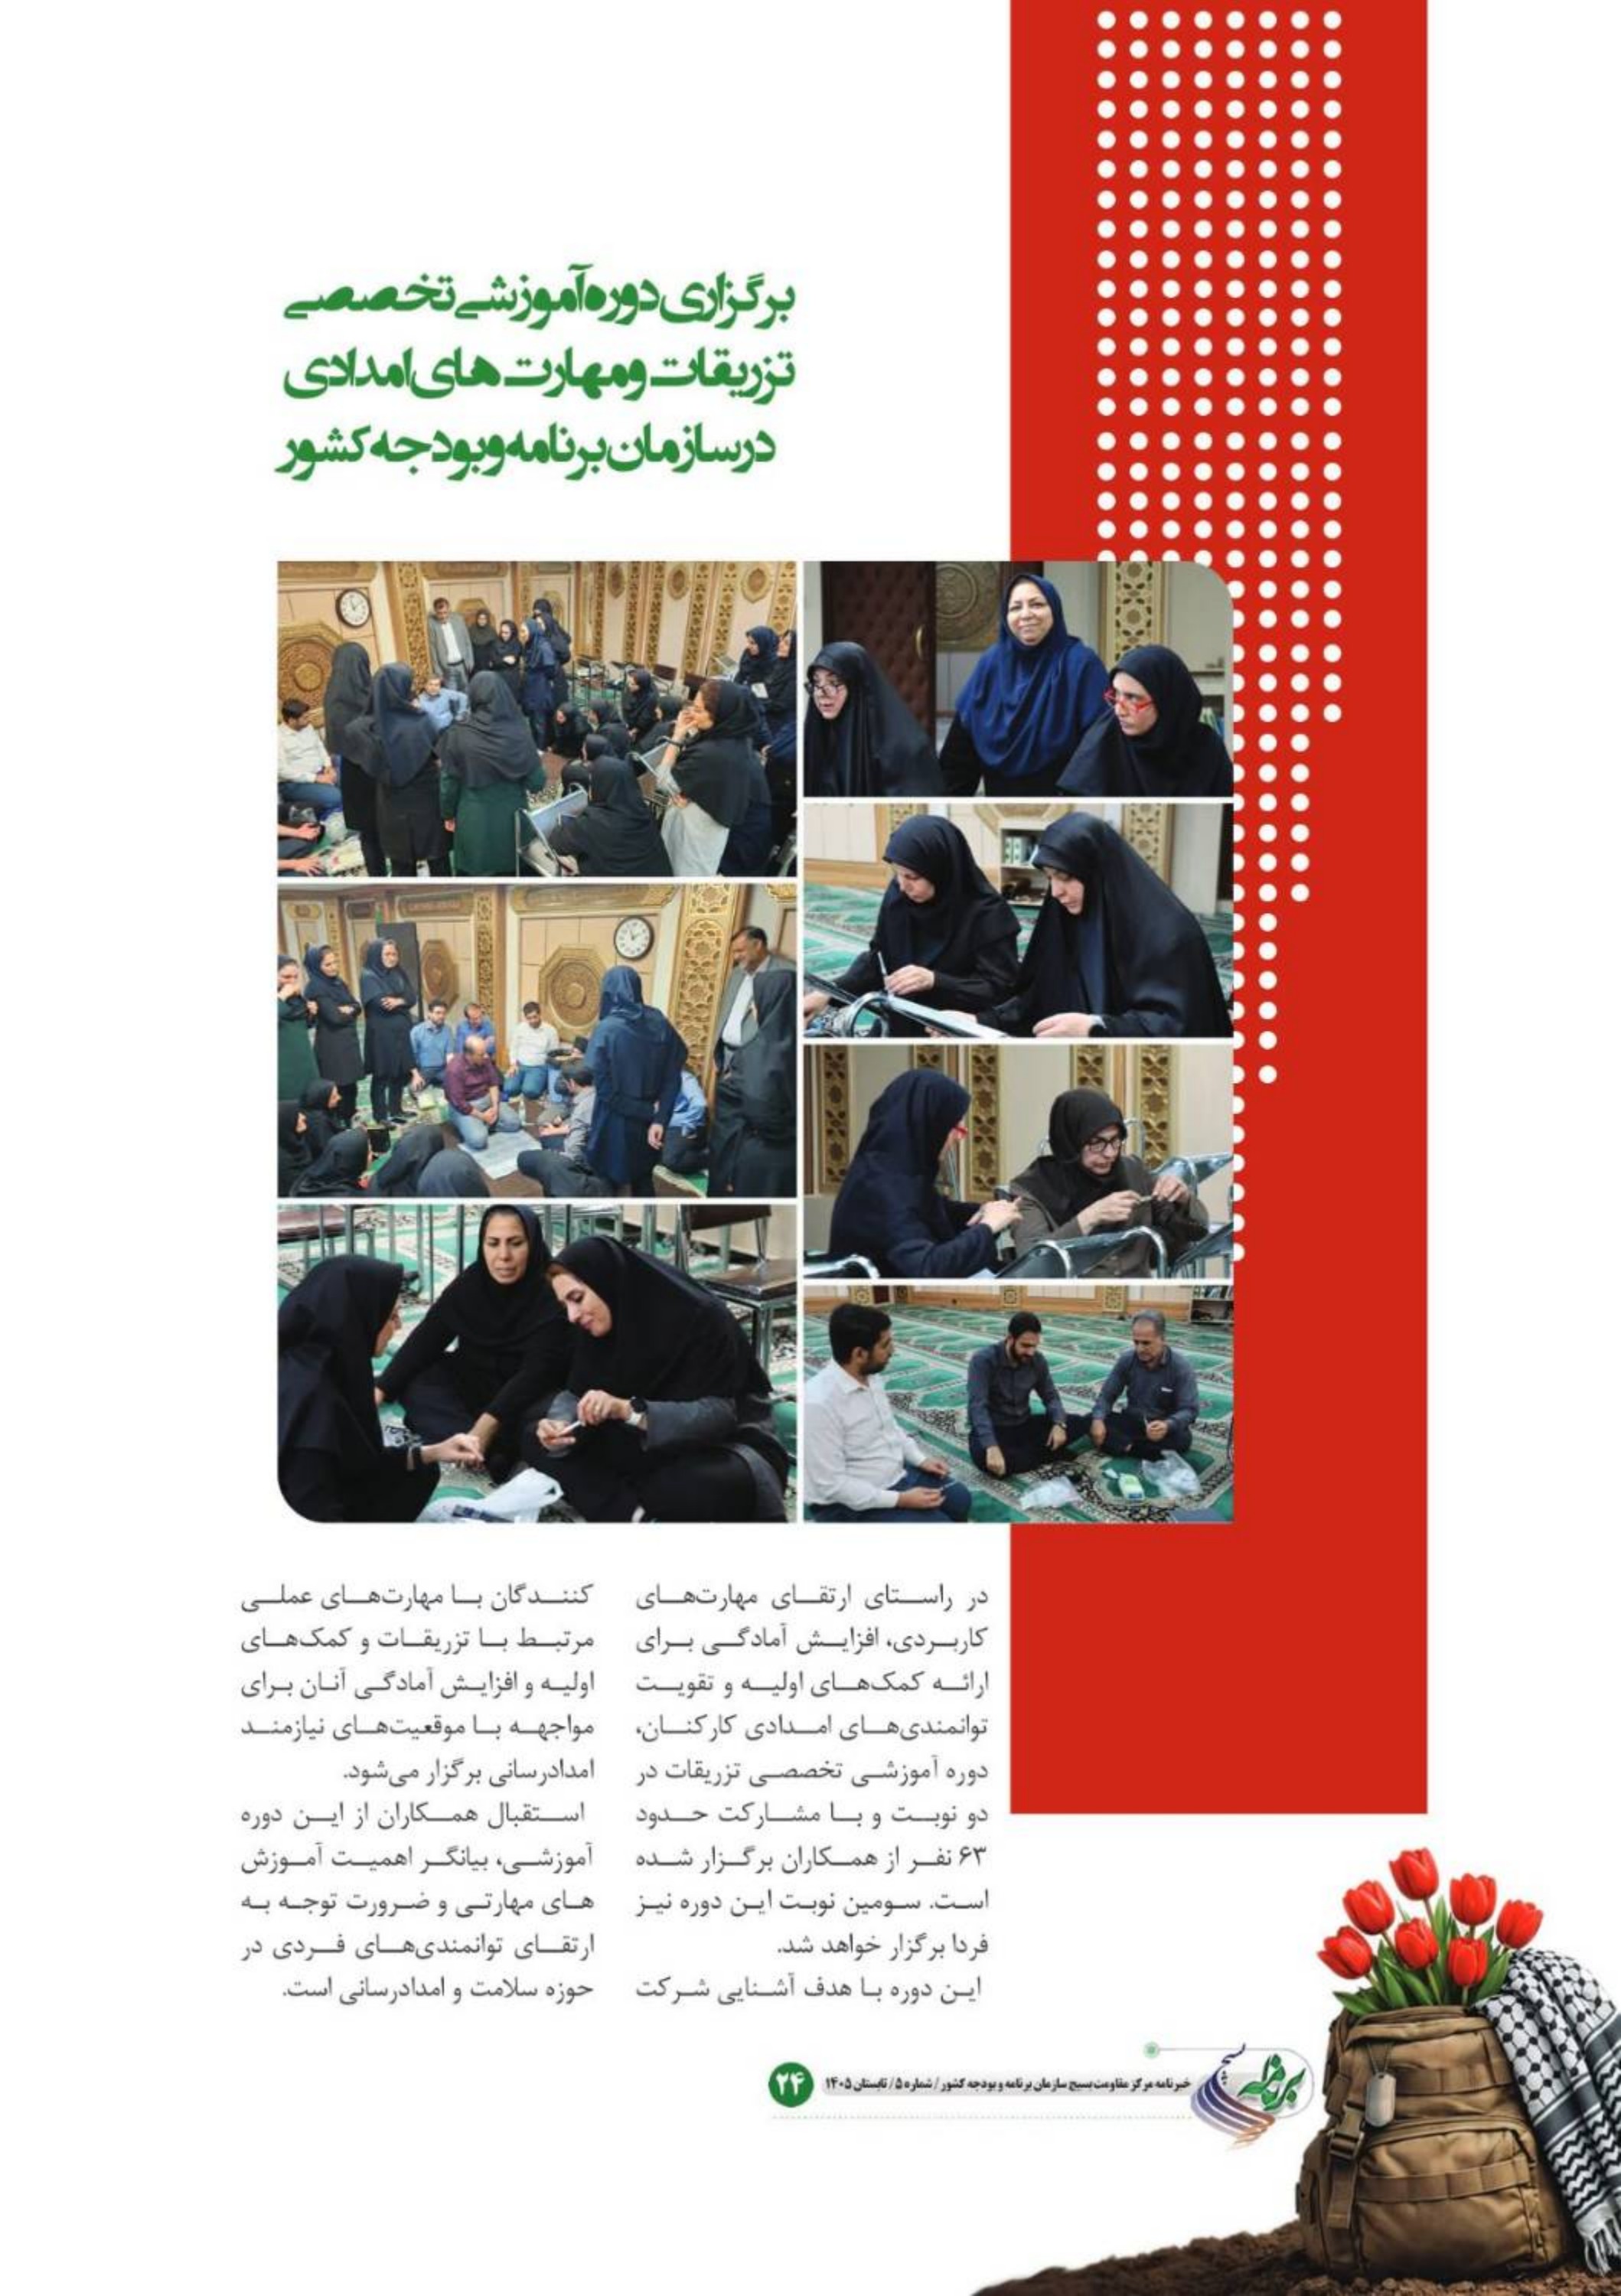 برگزاری دوره آموزشی تخصصی
تزریقات و مهارت های امدادی
در سازمان برنامه و بودجه کشور
در راستای ارتقای مهارت‌های
کاربردی، افزایش آمادگی برای
ارائه کمک‌های اولیه و تقویت
توانمندی‌های امدادی کارکنان،
دوره آموزشی تخصصی تزریقات در
دو نوبت و با مشارکت حدود
۶۳ نفر از همکاران برگزار شده
است. سومین نوبت این دوره نیز
فردا برگزار خواهد شد.
این دوره با هدف آشنایی شرکت
کنندگان با مهارت‌های عملی
مرتبط با تزریقات و کمک‌های
اولیه و افزایش آمادگی آنان برای
مواجهه با موقعیت‌های نیازمند
امدادرسانی برگزار می‌شود.
استقبال همکاران از این دوره
آموزشی، بیانگر اهمیت آموزش
های مهارتی و ضرورت توجه به
ارتقای توانمندی‌های فردی در
حوزه سلامت و امدادرسانی است.
برنامه بسیج
خبرنامه مرکز مقاومت بسیج سازمان برنامه و بودجه کشور / شماره ۵ / تابستان ۱۴۰۵
۲۴